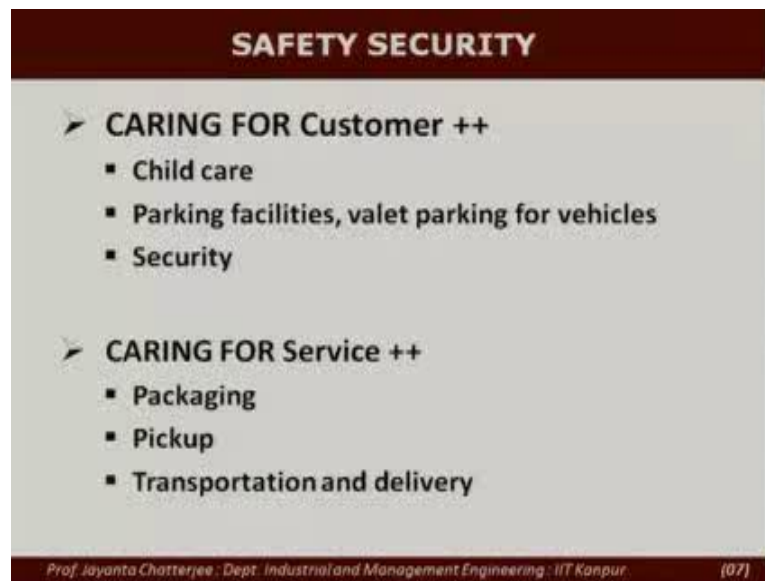 SAFETY SECURITY
➢ CARING FOR Customer ++
▪ Child care
▪ Parking facilities, valet parking for vehicles
▪ Security
➢ CARING FOR Service ++
▪ Packaging
▪ Pickup
▪ Transportation and delivery
Prof. Jayanta Chatterjee : Dept. Industrial and Management Engineering : IIT Kanpur (07)